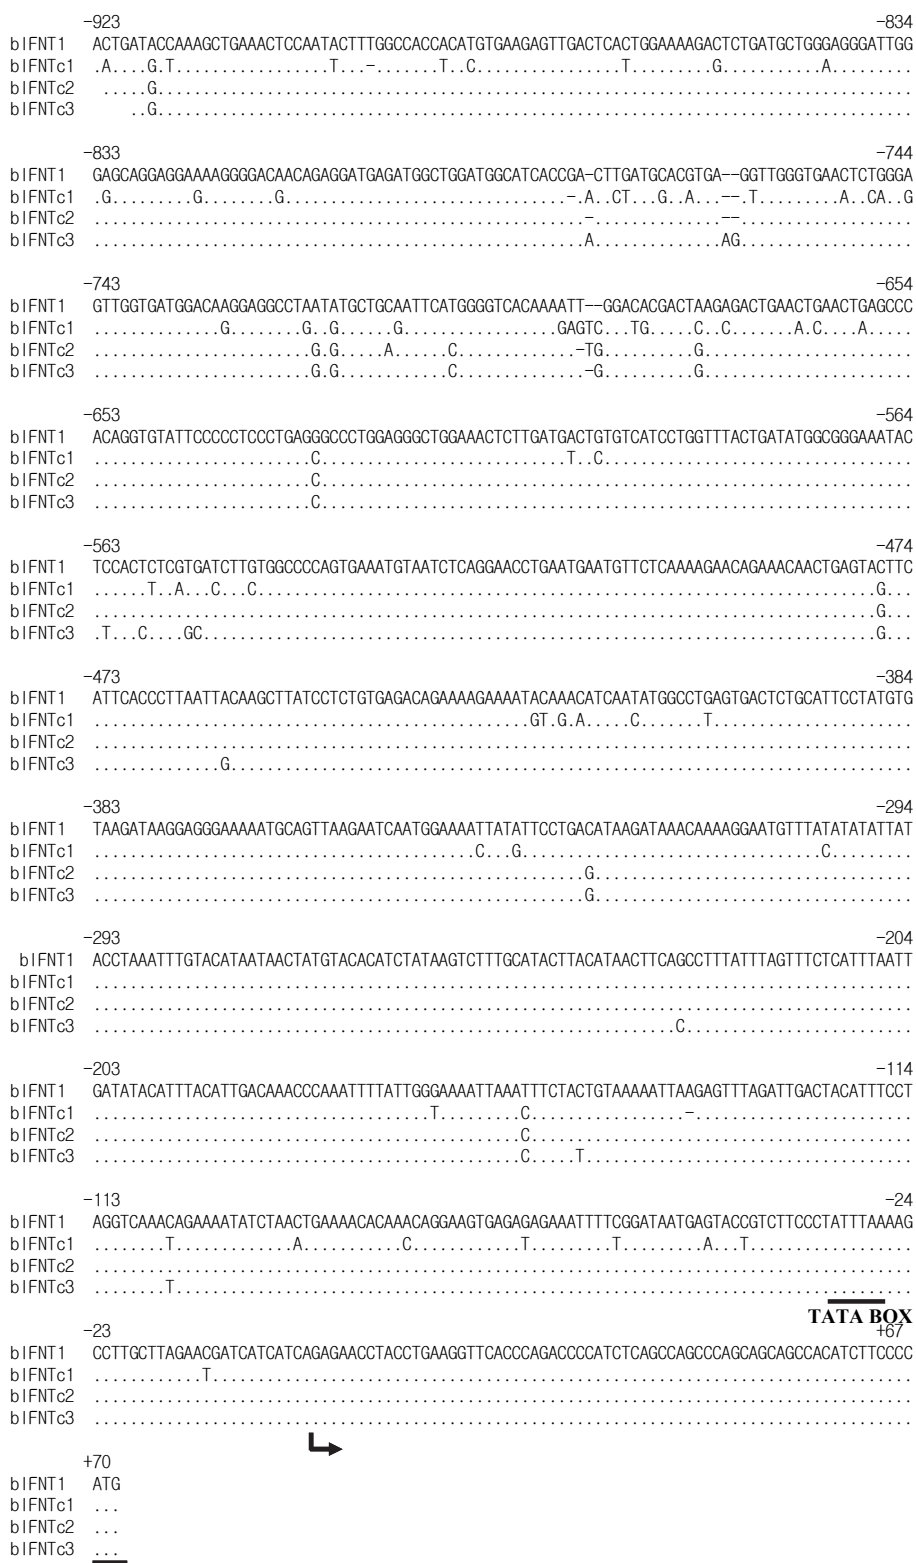 -923 -834
bIFNT1 ACTGATACCAAAGCTGAAACTCCAATACTTTGGCCACCACATGTGAAGAGTTGACTCACTGGAAAAGACTCTGATGCTGGGAGGGATTGG
bIFNTc1 .A....G.T.................T...-.......T..C................T.........G...........A.........
bIFNTc2 .....G...................................................................................
bIFNTc3 ..G...................................................................................
-833 -744
bIFNT1 GAGCAGGAGGAAAAGGGGACAACAGAGGATGAGATGGCTGGATGGCATCACCGA-CTTGATGCACGTGA--GGTTGGGTGAACTCTGGGA
bIFNTc1 .G.........G........G...............................-.A..CT...G..A...--.T.........A..CA..G
bIFNTc2 ......................................................-..............--...................
bIFNTc3 ......................................................A..............AG...................
-743 -654
bIFNT1 GTTGGTGATGGACAAGGAGGCCTAATATGCTGCAATTCATGGGGTCACAAAATT--GGACACGACTAAGAGACTGAACTGAACTGAGCCC
bIFNTc1 ..............G........G..G......G.................GAGTC...TG.....C..C.......A.C....A.....
bIFNTc2 ........................G.G.....A......C.............-TG.........G.......................
bIFNTc3 ........................G.G............C..............-G..........G.......................
-653 -564
bIFNT1 ACAGGTGTATTCCCCCTCCCTGAGGGCCCTGGAGGGCTGGAAACTCTTGATGACTGTGTCATCCTGGTTTACTGATATGGCGGGAAATAC
bIFNTc1 ........................C...........................T..C..................................
bIFNTc2 ........................C.................................................................
bIFNTc3 ........................C.................................................................
-563 -474
bIFNT1 TCCACTCTCGTGATCTTGTGGCCCCAGTGAAATGTAATCTCAGGAACCTGAATGAATGTTCTCAAAAGAACAGAAACAACTGAGTACTTC
bIFNTc1 ......T..A...C...C....................................................................G...
bIFNTc2 ......................................................................................G...
bIFNTc3 .T...C....GC..........................................................................G...
-473 -384
bIFNT1 ATTCACCCTTAATTACAAGCTTATCCTCTGTGAGACAGAAAAGAAAATACAAACATCAATATGGCCTGAGTGACTCTGCATTCCTATGTG
bIFNTc1 ................................................GT.G.A.....C.......T......................
bIFNTc2 ..........................................................................................
bIFNTc3 ..............G...........................................................................
-383 -294
bIFNT1 TAAGATAAGGAGGGAAAAATGCAGTTAAGAATCAATGGAAAATTATATTCCTGACATAAGATAAACAAAAGGAATGTTTATATATATTAT
bIFNTc1 ..........................................C...G.................................C.........
bIFNTc2 ......................................................G...................................
bIFNTc3 ......................................................G...................................
-293 -204
bIFNT1 ACCTAAATTTGTACATAATAACTATGTACACATCTATAAGTCTTTGCATACTTACATAACTTCAGCCTTTATTTAGTTTCTCATTTAATT
bIFNTc1 ..........................................................................................
bIFNTc2 ..........................................................................................
bIFNTc3 ................................................................C.........................
-203 -114
bIFNT1 GATATACATTTACATTGACAAACCCAAATTTTATTGGGAAAATTAAATTTCTACTGTAAAAATTAAGAGTTTAGATTGACTACATTTCCT
bIFNTc1 .....................................T.........C.................-........................
bIFNTc2 ...............................................C..........................................
bIFNTc3 ...............................................C.....T....................................
-113 -24
bIFNT1 AGGTCAAACAGAAAATATCTAACTGAAAACACAAACAGGAAGTGAGAGAGAAATTTTCGGATAATGAGTACCGTCTTCCCTATTTAAAAG
bIFNTc1 ........T.............A...........C............T.........T.........A...T..................
bIFNTc2 ..........................................................................................
bIFNTc3 ........T.................................................................................
TATA BOX
-23 +67
bIFNT1 CCTTGCTTAGAACGATCATCATCAGAGAACCTACCTGAAGGTTCACCCAGACCCCATCTCAGCCAGCCCAGCAGCAGCCACATCTTCCCC
bIFNTc1 ............T.............................................................................
bIFNTc2 ..........................................................................................
bIFNTc3 ..........................................................................................
+70
bIFNT1 ATG
bIFNTc1 ...
bIFNTc2 ...
bIFNTc3 ...